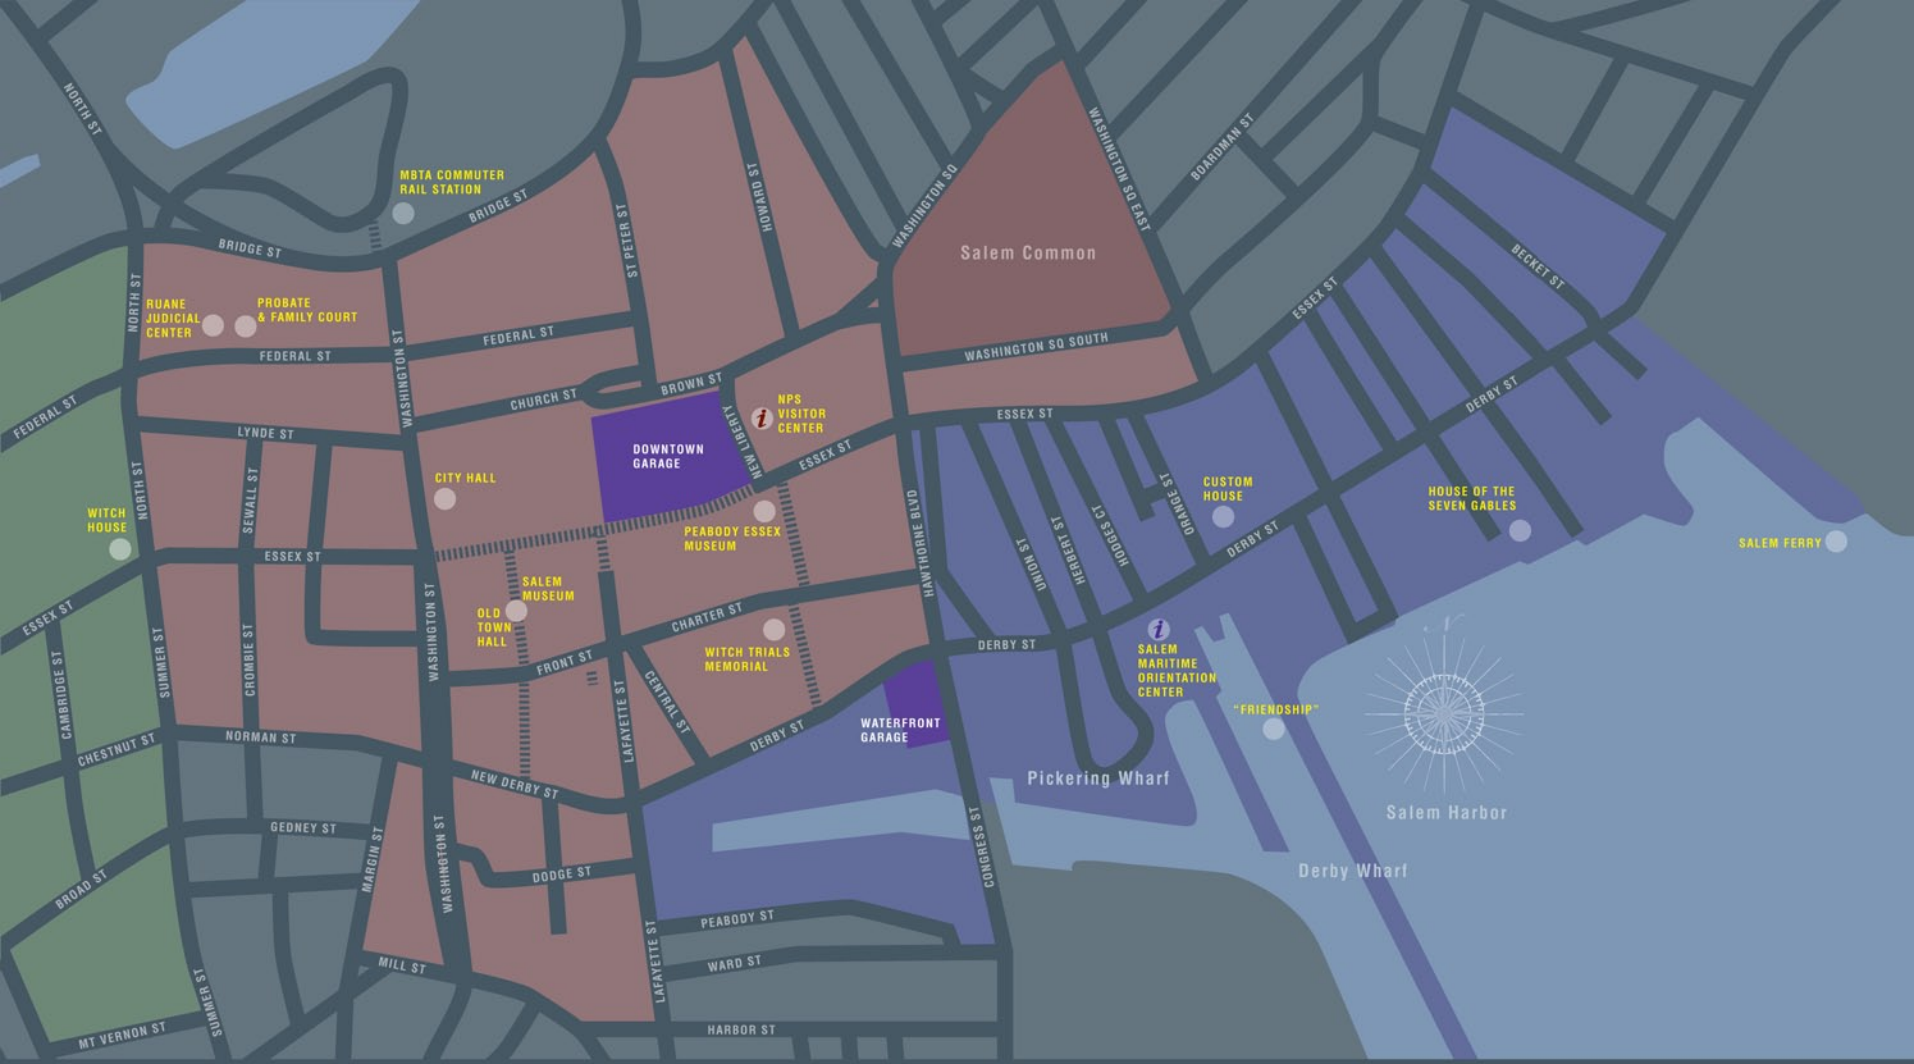 NORTH ST
MBTA COMMUTER
RAIL STATION
BRIDGE ST
BRIDGE ST
ST PETER ST
HOWARD ST
WASHINGTON SQ
WASHINGTON SQ EAST
BOARDMAN ST
Salem Common
BECKET ST
ESSEX ST
NORTH ST
RUANE
JUDICIAL
CENTER
PROBATE
& FAMILY COURT
FEDERAL ST
WASHINGTON ST
FEDERAL ST
WASHINGTON SQ SOUTH
FEDERAL ST
CHURCH ST
BROWN ST
NEW LIBERTY
NPS
VISITOR
CENTER
ESSEX ST
DERBY ST
LYNDE ST
DOWNTOWN
GARAGE
ESSEX ST
CITY HALL
NORTH ST
SEWALL ST
WITCH
HOUSE
PEABODY ESSEX
MUSEUM
HAWTHORNE BLVD
UNION ST
HERBERT ST
HODGES CT
ORANGE ST
CUSTOM
HOUSE
DERBY ST
HOUSE OF THE
SEVEN GABLES
SALEM FERRY
ESSEX ST
ESSEX ST
SALEM
MUSEUM
OLD
TOWN
HALL
CHARTER ST
WITCH TRIALS
MEMORIAL
DERBY ST
SALEM
MARITIME
ORIENTATION
CENTER
"FRIENDSHIP"
N
CAMBRIDGE ST
SUMMER ST
CROMBIE ST
WASHINGTON ST
FRONT ST
LAFAYETTE ST
CENTRAL ST
DERBY ST
WATERFRONT
GARAGE
CHESTNUT ST
NORMAN ST
NEW DERBY ST
Pickering Wharf
Salem Harbor
Derby Wharf
CONGRESS ST
GEDNEY ST
MARGIN ST
WASHINGTON ST
DODGE ST
BROAD ST
PEABODY ST
LAFAYETTE ST
WARD ST
MILL ST
SUMMER ST
MT VERNON ST
HARBOR ST